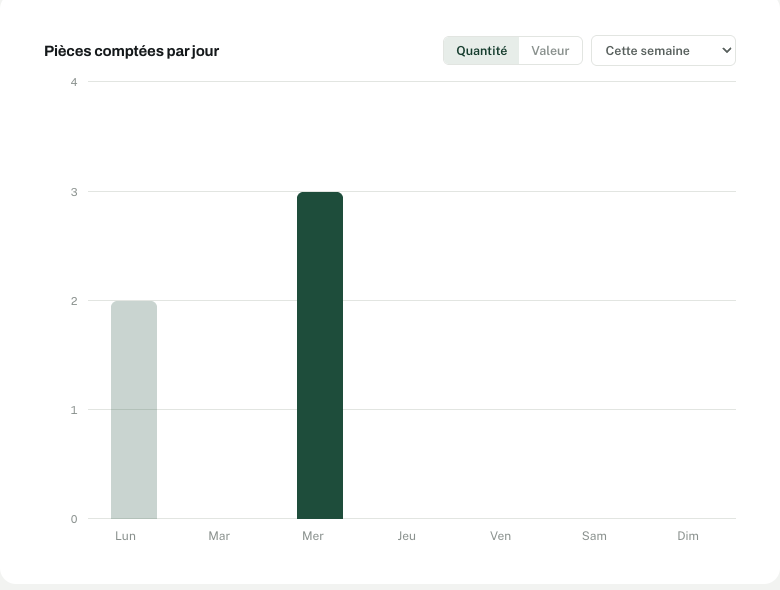 Pièces comptées par jour
Quantité
Valeur
Cette semaine
4
3
2
1
0
Lun Mar Mer Jeu Ven Sam Dim